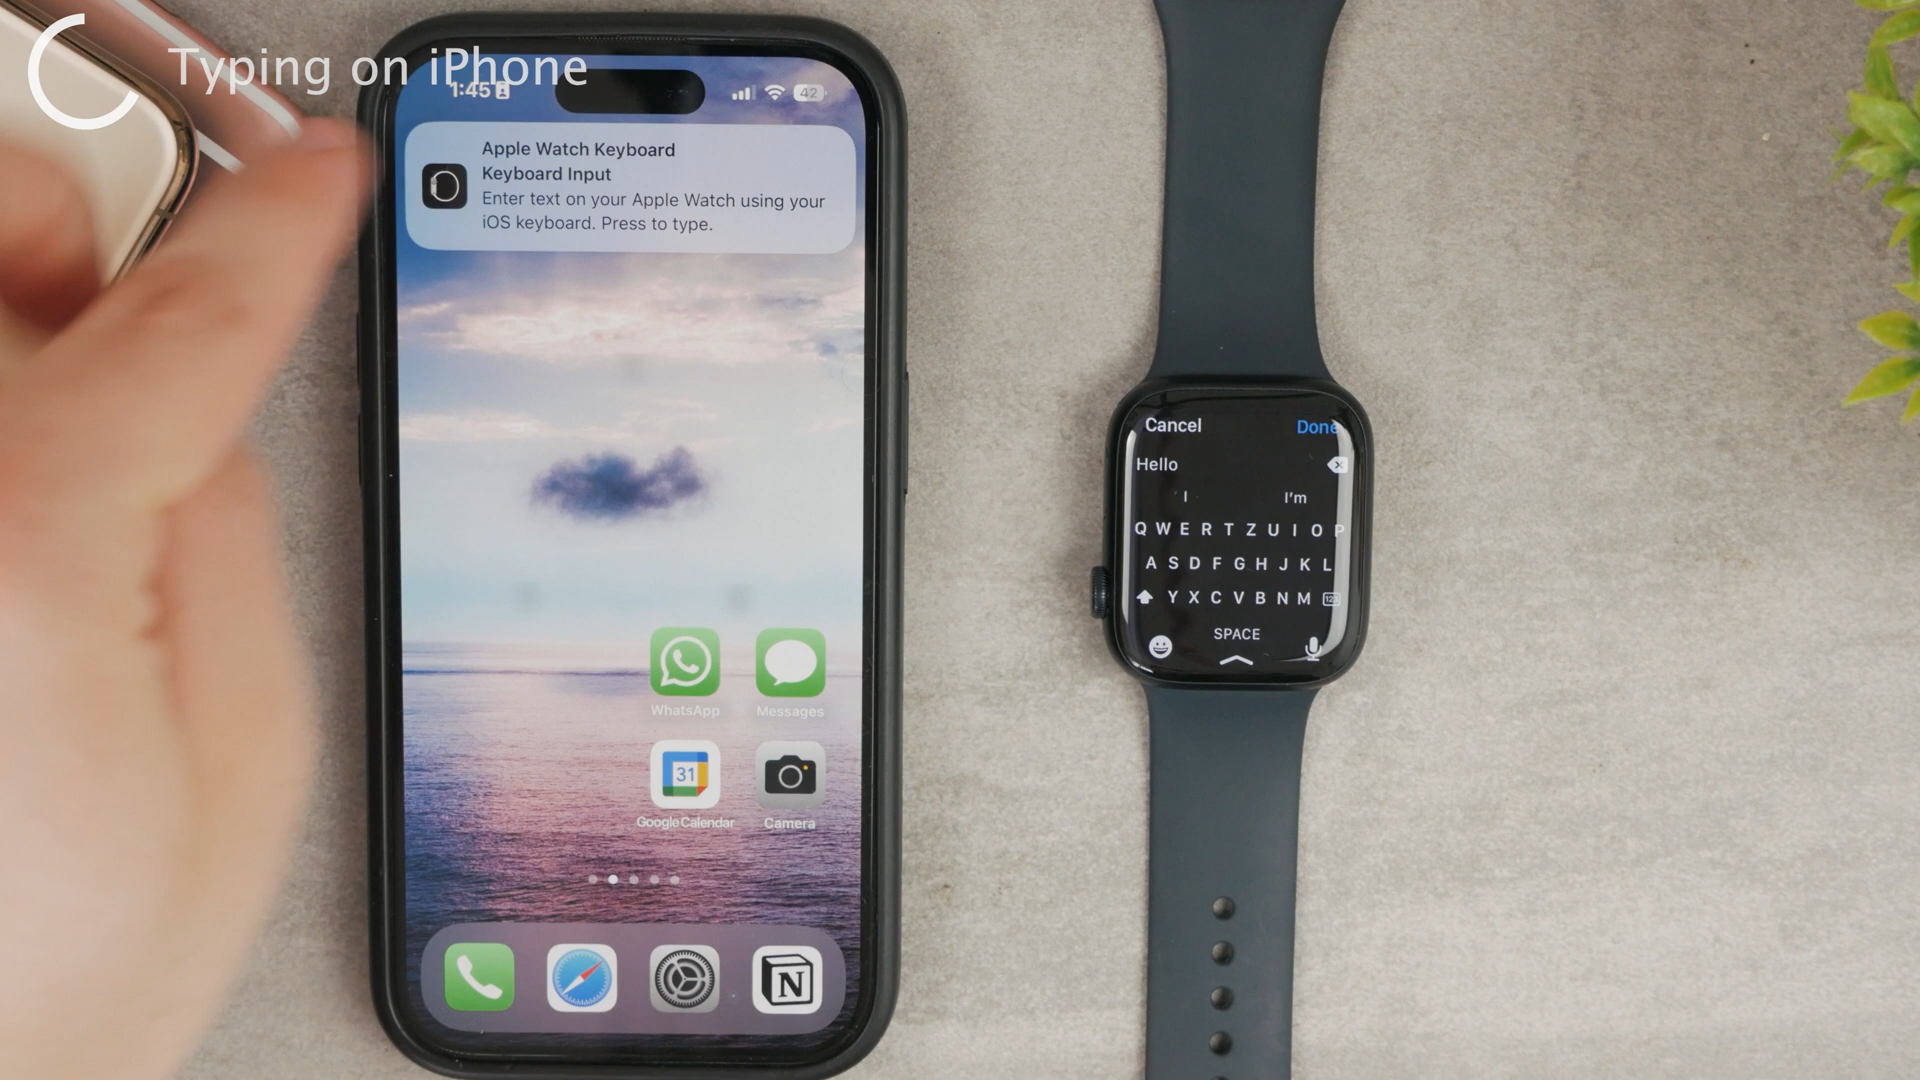 Typing on iPhone
1:45
42
Apple Watch Keyboard
Keyboard Input
Enter text on your Apple Watch using your
iOS keyboard. Press to type.
WhatsApp
Messages
31
Google Calendar
Camera
N
Cancel
Done
Hello
I
I'm
Q W E R T Z U I O P
A S D F G H J K L
Y X C V B N M 123
SPACE